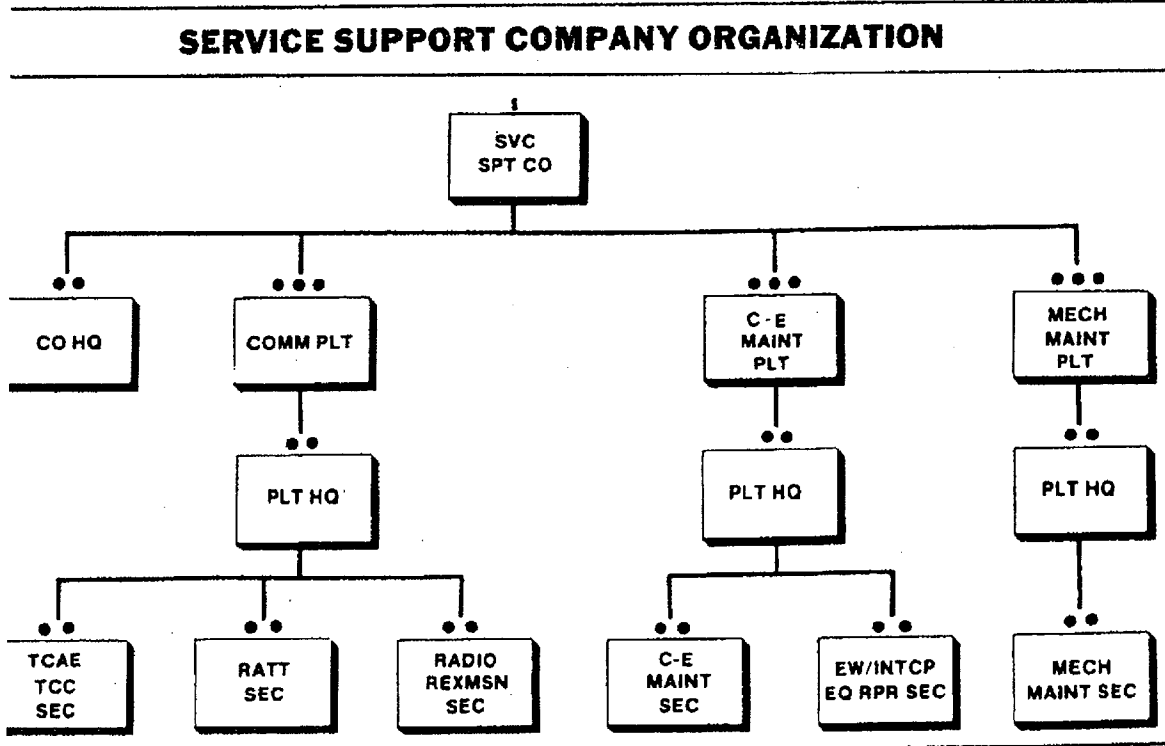 SERVICE SUPPORT COMPANY ORGANIZATION
SVC
SPT CO
CO HQ
COMM PLT
C-E
MAINT
PLT
MECH
MAINT
PLT
PLT HQ
PLT HQ
PLT HQ
TCAE
TCC
SEC
RATT
SEC
RADIO
REXMSN
SEC
C-E
MAINT
SEC
EW/INTCP
EQ RPR SEC
MECH
MAINT SEC